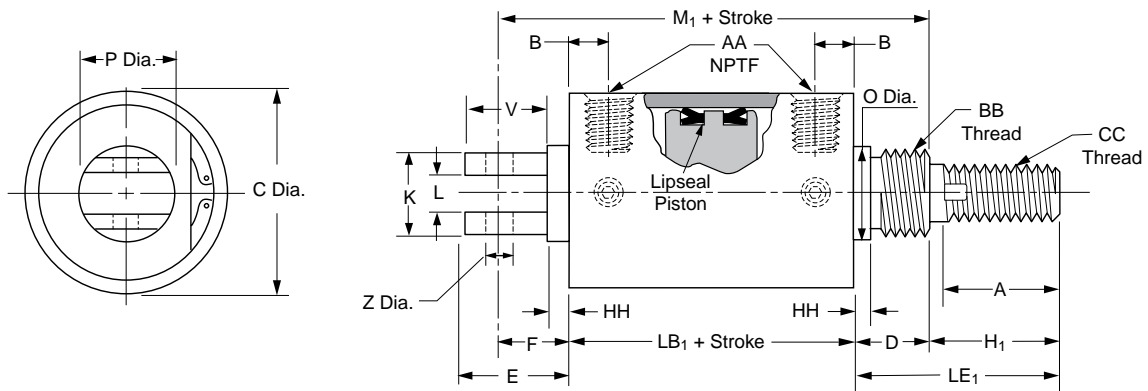 M₁ + Stroke
B
AA
NPTF
B
P Dia.
O Dia.
BB
Thread
CC
Thread
V
K
L
C Dia.
Lipseal
Piston
A
Z Dia.
HH
HH
F
LB₁ + Stroke
D
H₁
E
LE₁